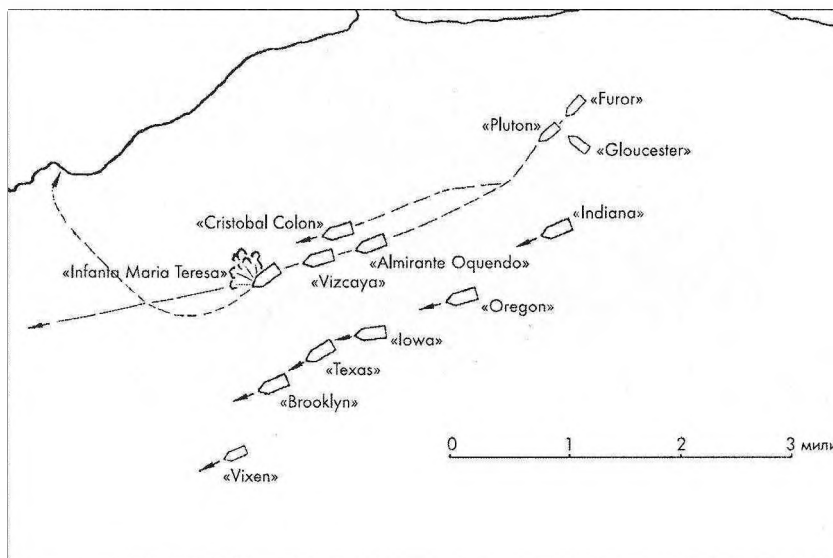 «Furor»
«Pluton»
«Gloucester»
«Cristobal Colon»
«Indiana»
«Infanta Maria Teresa»
«Almirante Oquendo»
«Vizcaya»
«Oregon»
«Iowa»
«Texas»
«Brooklyn»
«Vixen»
0 1 2 3 мили